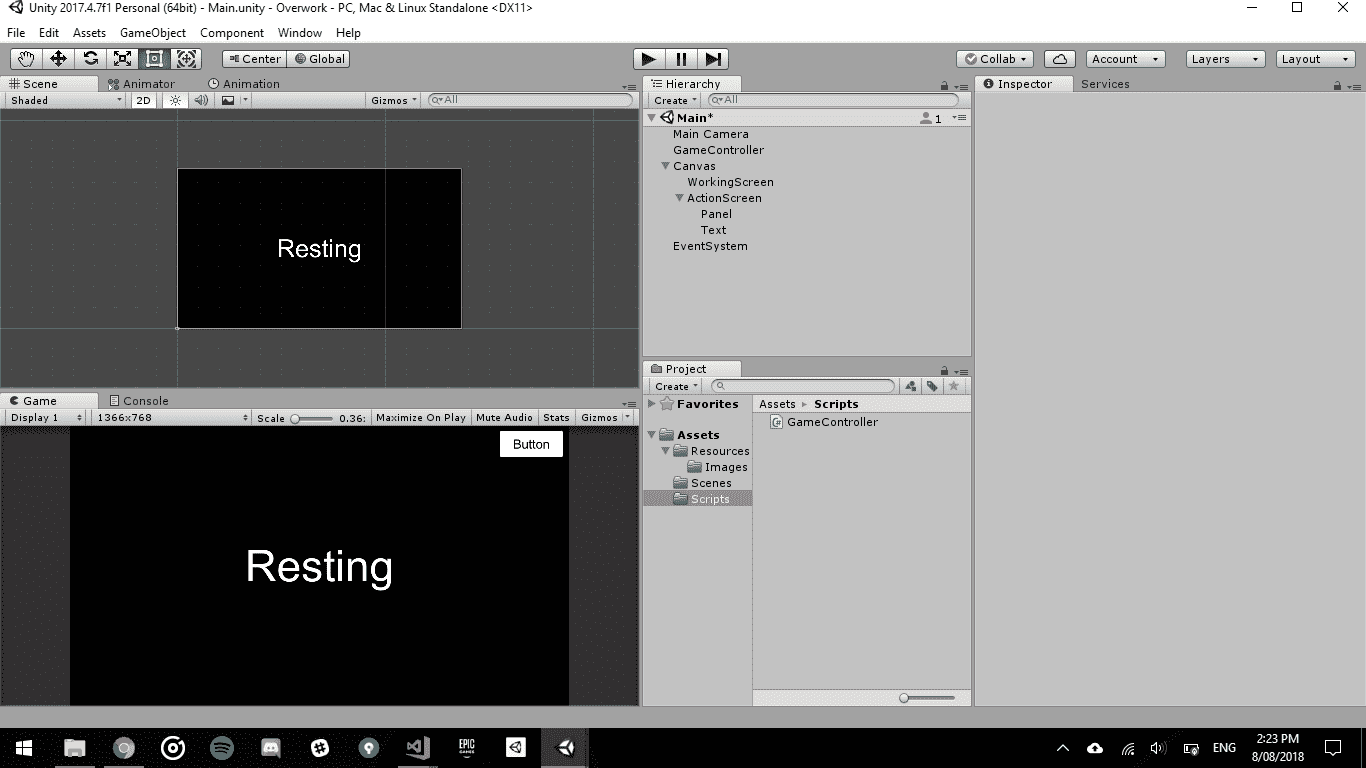 Unity 2017.4.7f1 Personal (64bit) - Main.unity - Overwork - PC, Mac & Linux Standalone <DX11>
File Edit Assets GameObject Component Window Help
Center Global
Collab
Account
Layers
Layout
Scene Animator Animation
Shaded 2D Gizmos All
Resting
Game Console
Display 1 1366x768 Scale 0.36: Maximize On Play Mute Audio Stats Gizmos
Button
Resting
Hierarchy
Create All
Main* 1
Main Camera
GameController
Canvas
WorkingScreen
ActionScreen
Panel
Text
EventSystem
Project
Create
Favorites
Assets
Resources
Images
Scenes
Scripts
Assets Scripts
GameController
Inspector Services
EPIC
GAMES
ENG
2:23 PM
8/08/2018